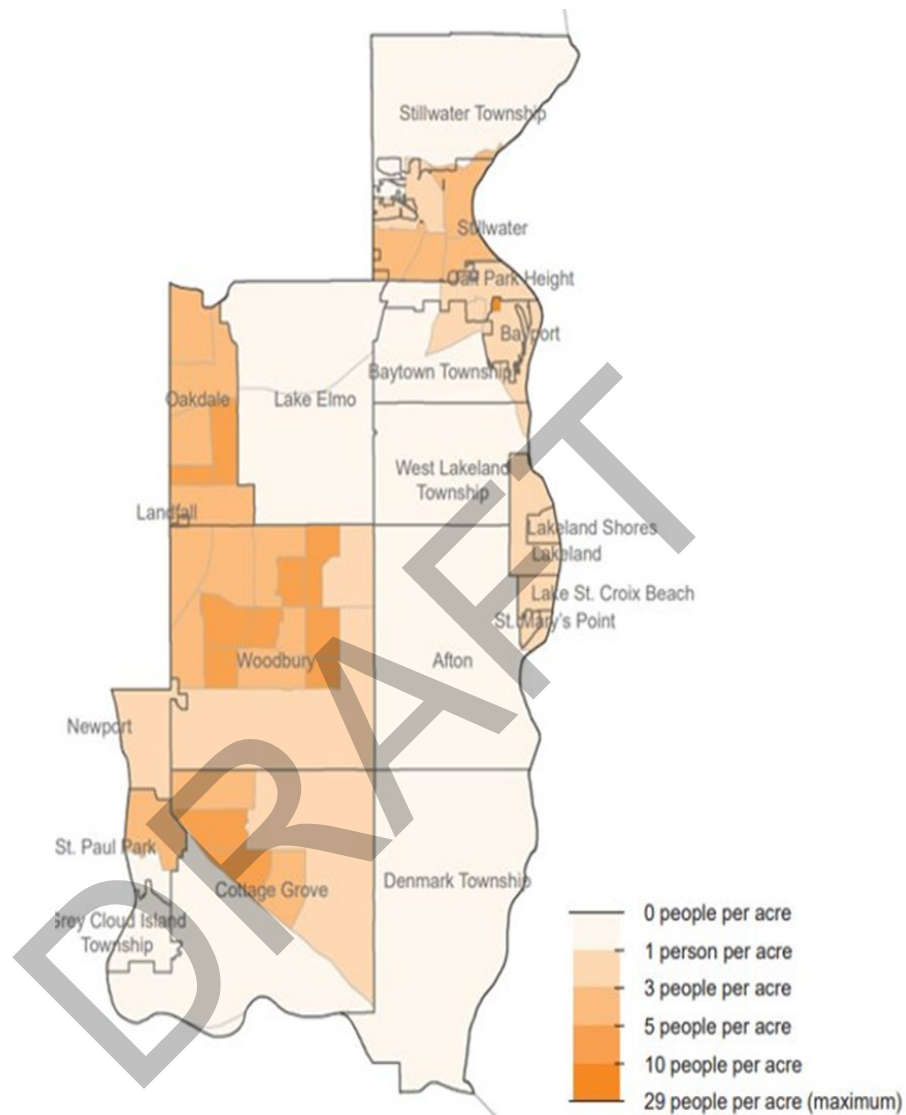 Stillwater Township
Stillwater
Oak Park Height
Bayport
Baytown Township
Oakdale
Lake Elmo
West Lakeland
Township
Landfall
Lakeland Shores
Lakeland
Lake St. Croix Beach
St. Mary's Point
Woodbury
Afton
Newport
St. Paul Park
Cottage Grove
Denmark Township
Grey Cloud Island
Township
DRAFT
0 people per acre
1 person per acre
3 people per acre
5 people per acre
10 people per acre
29 people per acre (maximum)